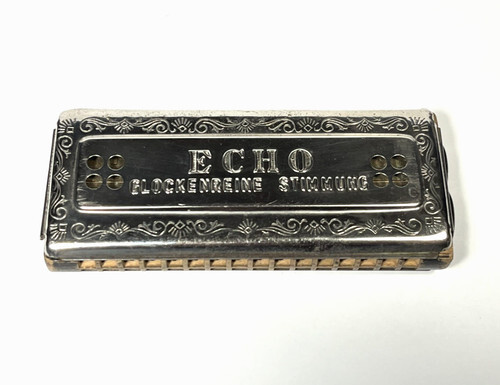 ECHO
GLOCKENREINE STIMMUNG